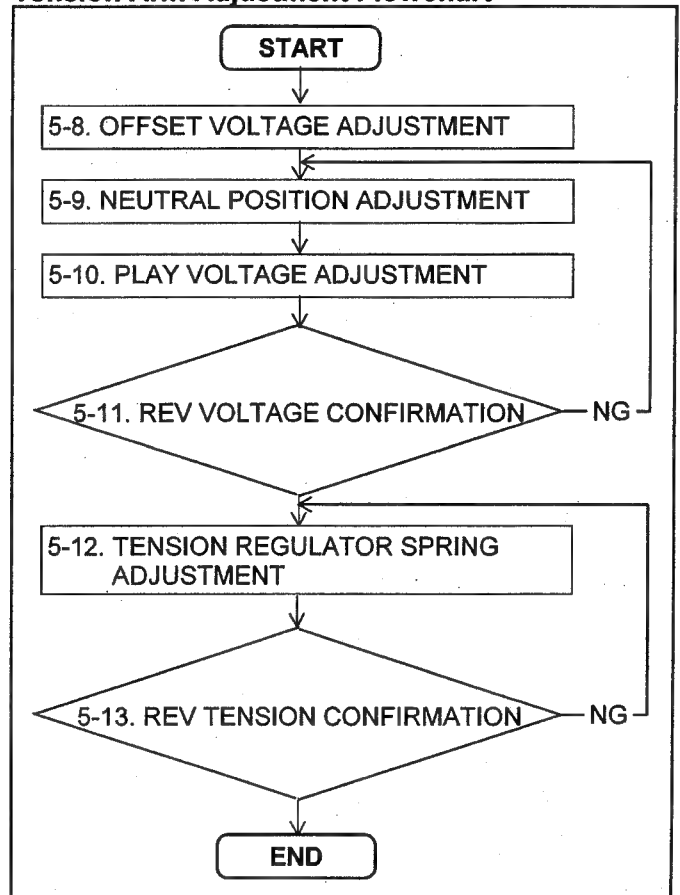 Tension Arm Adjustment Flowchart
START
5-8. OFFSET VOLTAGE ADJUSTMENT
5-9. NEUTRAL POSITION ADJUSTMENT
5-10. PLAY VOLTAGE ADJUSTMENT
5-11. REV VOLTAGE CONFIRMATION
NG
5-12. TENSION REGULATOR SPRING
ADJUSTMENT
5-13. REV TENSION CONFIRMATION
NG
END